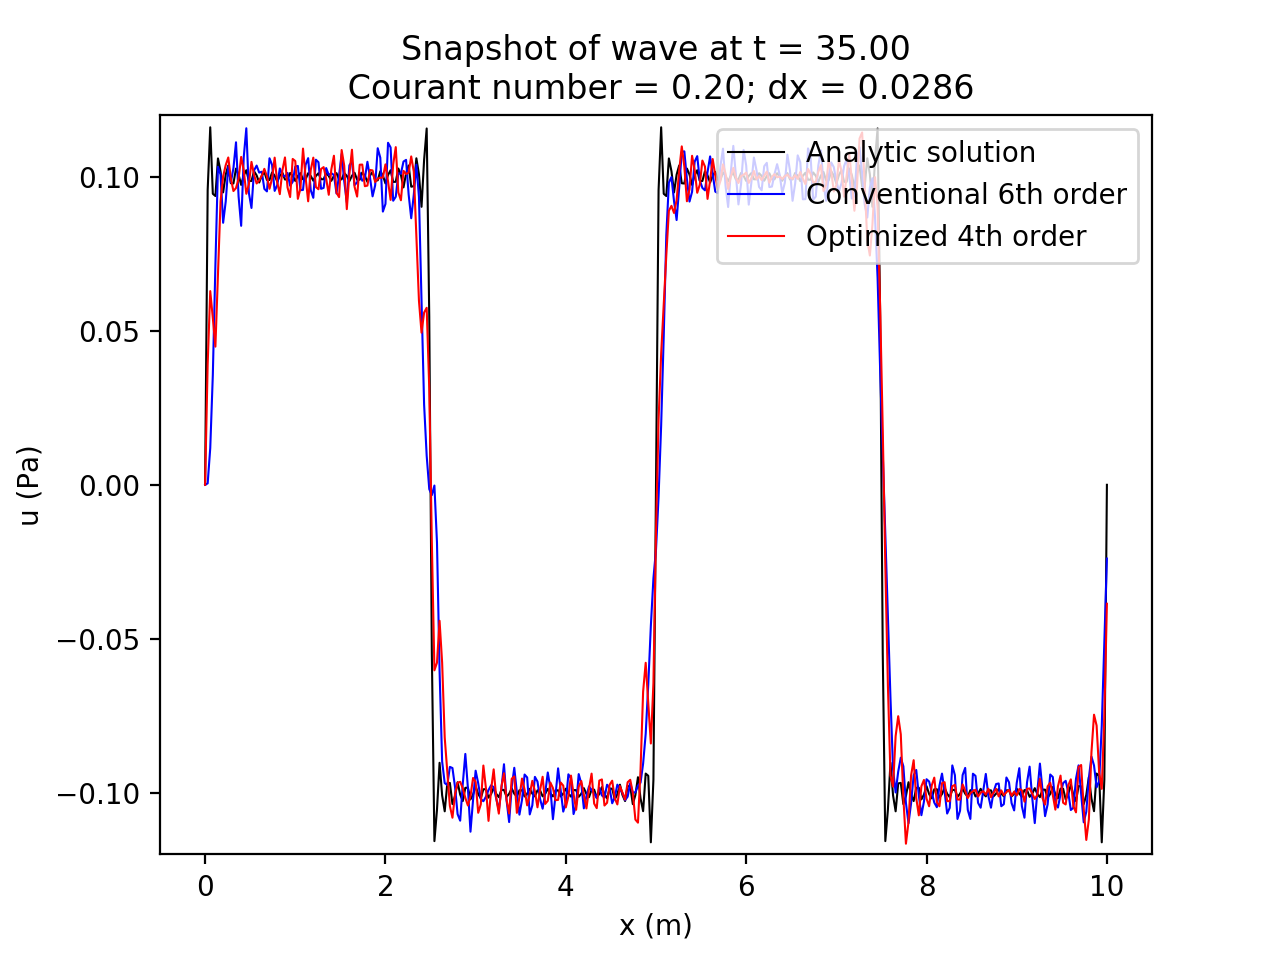 Snapshot of wave at t = 35.00
Courant number = 0.20; dx = 0.0286
Analytic solution
Conventional 6th order
Optimized 4th order
0.10
0.05
0.00
−0.05
−0.10
u (Pa)
0 2 4 6 8 10
x (m)